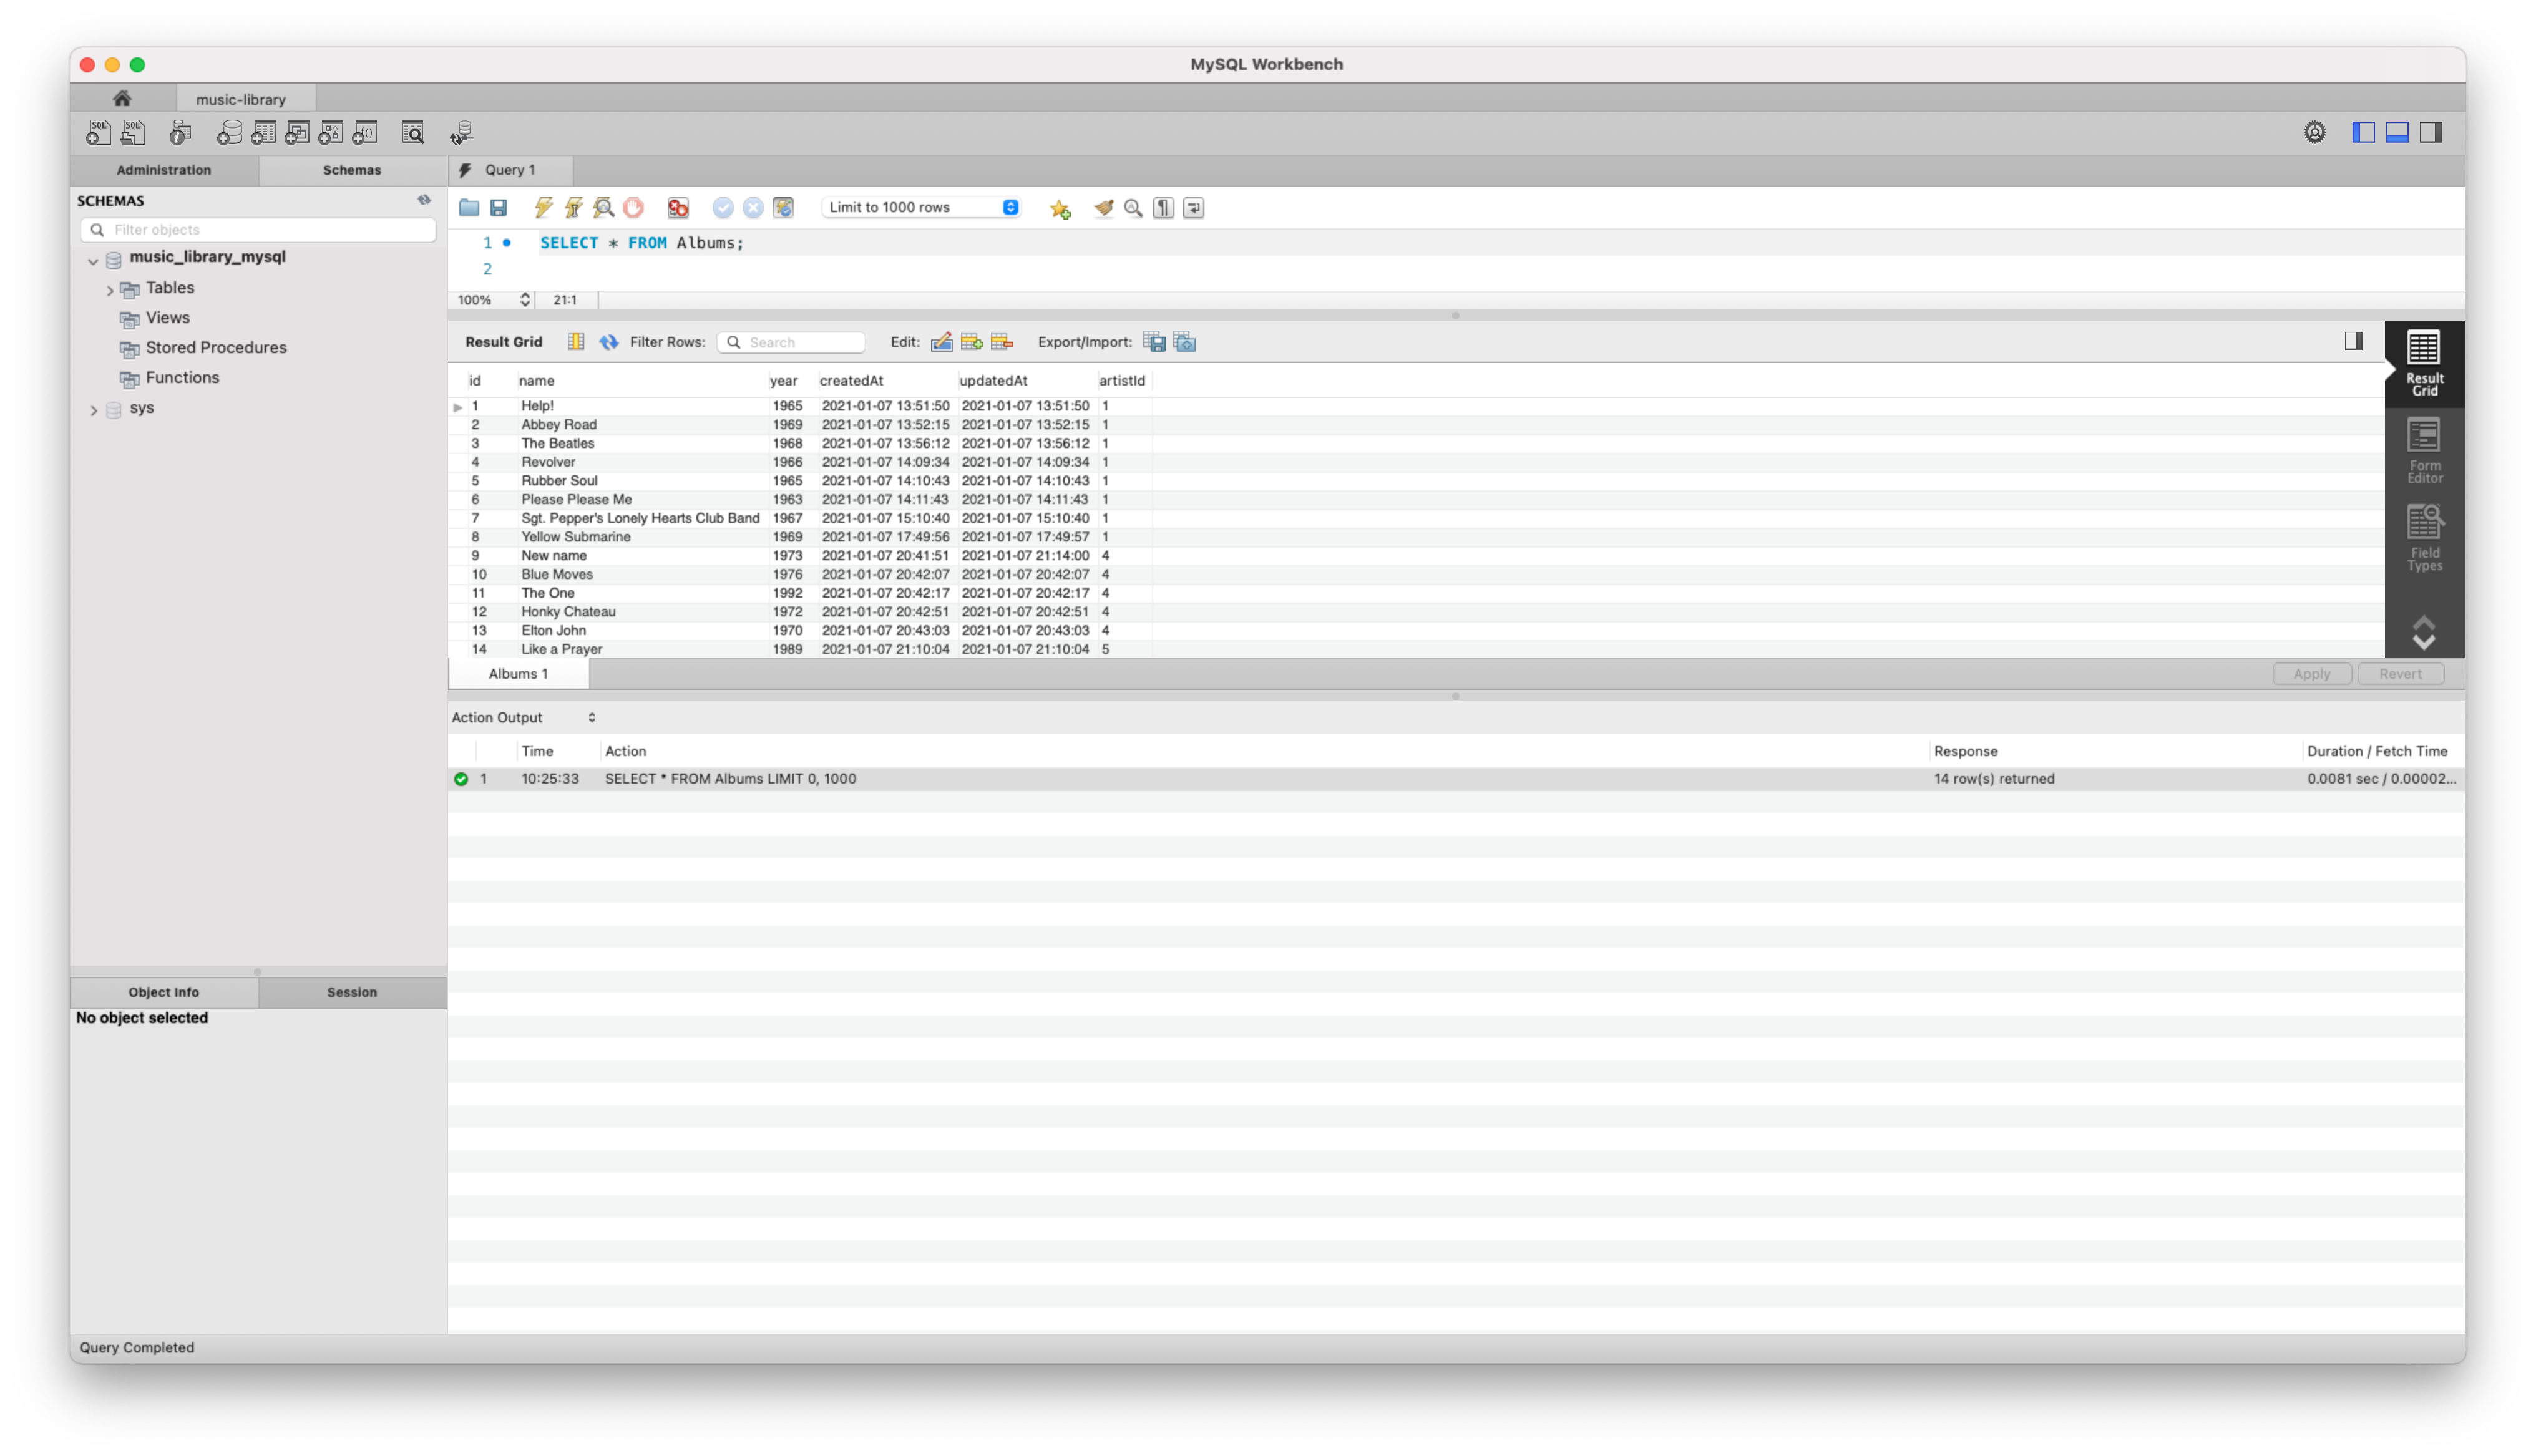 MySQL Workbench
music-library
Administration Schemas Query 1
SCHEMAS
Filter objects
music_library_mysql
Tables
Views
Stored Procedures
Functions
sys
Object Info Session
No object selected
Limit to 1000 rows
1 SELECT * FROM Albums;
2
100% 21:1
Result Grid Filter Rows: Search Edit: Export/Import:
id name year createdAt updatedAt artistId
1 Help! 1965 2021-01-07 13:51:50 2021-01-07 13:51:50 1
2 Abbey Road 1969 2021-01-07 13:52:15 2021-01-07 13:52:15 1
3 The Beatles 1968 2021-01-07 13:56:12 2021-01-07 13:56:12 1
4 Revolver 1966 2021-01-07 14:09:34 2021-01-07 14:09:34 1
5 Rubber Soul 1965 2021-01-07 14:10:43 2021-01-07 14:10:43 1
6 Please Please Me 1963 2021-01-07 14:11:43 2021-01-07 14:11:43 1
7 Sgt. Pepper's Lonely Hearts Club Band 1967 2021-01-07 15:10:40 2021-01-07 15:10:40 1
8 Yellow Submarine 1969 2021-01-07 17:49:56 2021-01-07 17:49:57 1
9 New name 1973 2021-01-07 20:41:51 2021-01-07 21:14:00 4
10 Blue Moves 1976 2021-01-07 20:42:07 2021-01-07 20:42:07 4
11 The One 1992 2021-01-07 20:42:17 2021-01-07 20:42:17 4
12 Honky Chateau 1972 2021-01-07 20:42:51 2021-01-07 20:42:51 4
13 Elton John 1970 2021-01-07 20:43:03 2021-01-07 20:43:03 4
14 Like a Prayer 1989 2021-01-07 21:10:04 2021-01-07 21:10:04 5
Result
Grid
Form
Editor
Field
Types
Albums 1 Apply Revert
Action Output
Time Action Response Duration / Fetch Time
1 10:25:33 SELECT * FROM Albums LIMIT 0, 1000 14 row(s) returned 0.0081 sec / 0.00002...
Query Completed